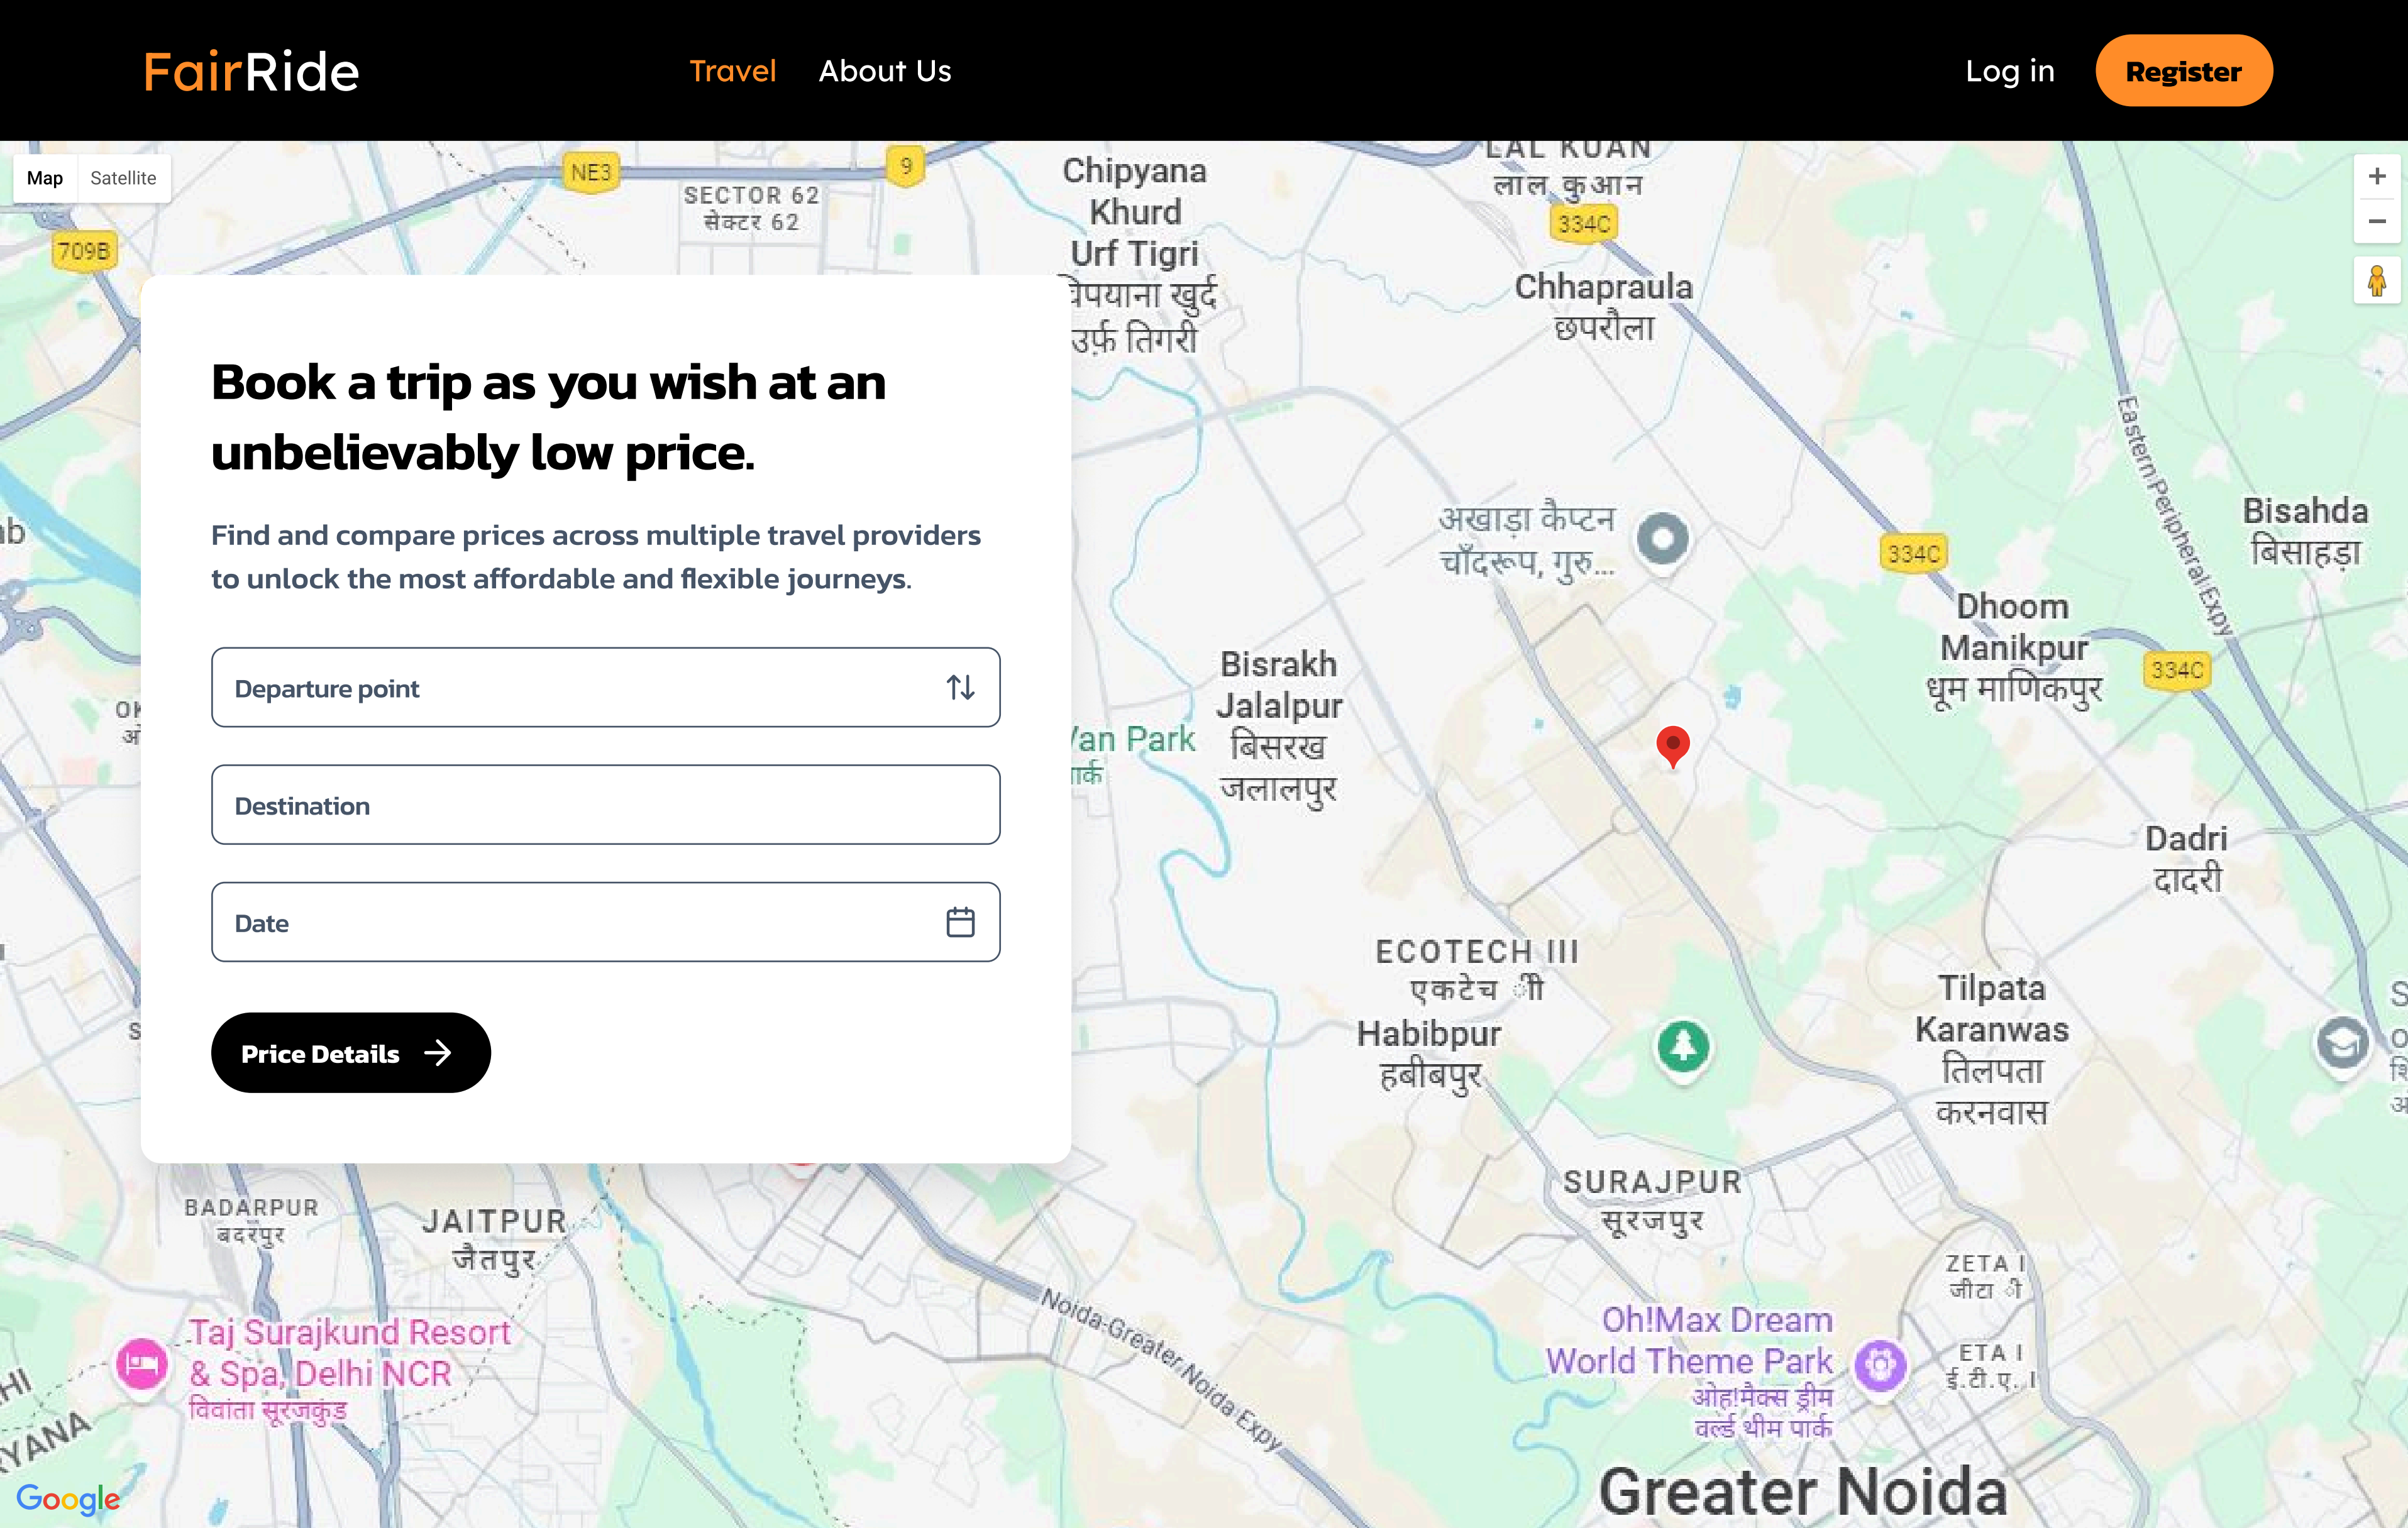 FairRide
Travel
About Us
Log in
Register
Map
Satellite
NE3
9
SECTOR 62
सेक्टर 62
709B
Chipyana
Khurd
Urf Tigri
खुर्द
उर्फ़ तिगरी
LAL KUAN
लाल कुआन
334C
Chhapraula
छपरौला
Book a trip as you wish at an
unbelievably low price.
Find and compare prices across multiple travel providers
to unlock the most affordable and flexible journeys.
Departure point
Destination
Date
Price Details
अखाड़ा कैप्टन
चाँदरूप, गुरु...
334C
Eastern Peripheral Expy
Bisahda
बिसाहड़ा
Dhoom
Manikpur
धूम माणिकपुर
334C
Bisrakh
Jalalpur
बिसरख
जलालपुर
Van Park
Dadri
दादरी
ECOTECH III
एकटेच ीी
Habibpur
हबीबपुर
Tilpata
Karanwas
तिलपता
करनवास
SURAJPUR
सूरजपुर
BADARPUR
बदरपुर
JAITPUR
जैतपुर
ZETA I
जीटा ी
Noida-Greater Noida Expy
Oh!Max Dream
World Theme Park
ओह!मैक्स ड्रीम
वर्ल्ड थीम पार्क
ETA I
ई.टी.ए. I
Taj Surajkund Resort
& Spa, Delhi NCR
विवांता सूरजकुंड
Greater Noida
Google